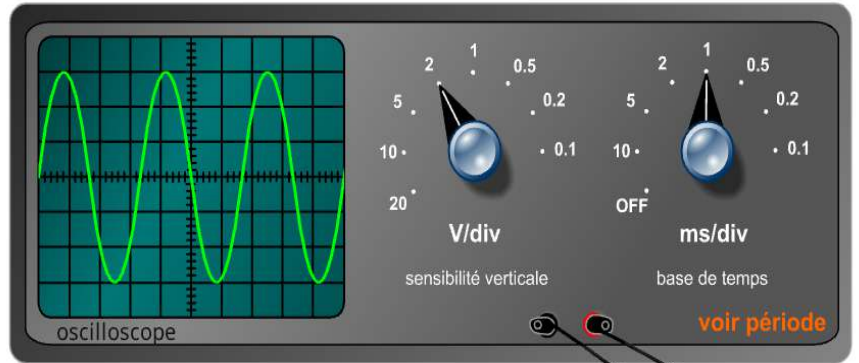 2 1 0.5
5 0.2
10 0.1
20
V/div
sensibilité verticale
2 1 0.5
5 0.2
10 0.1
OFF
ms/div
base de temps
voir période
oscilloscope